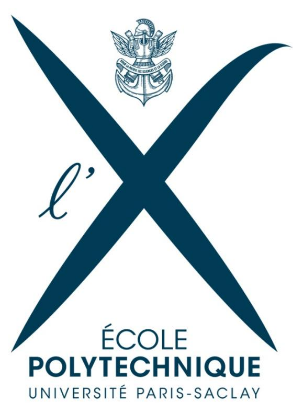 l'X
ÉCOLE
POLYTECHNIQUE
UNIVERSITÉ PARIS-SACLAY